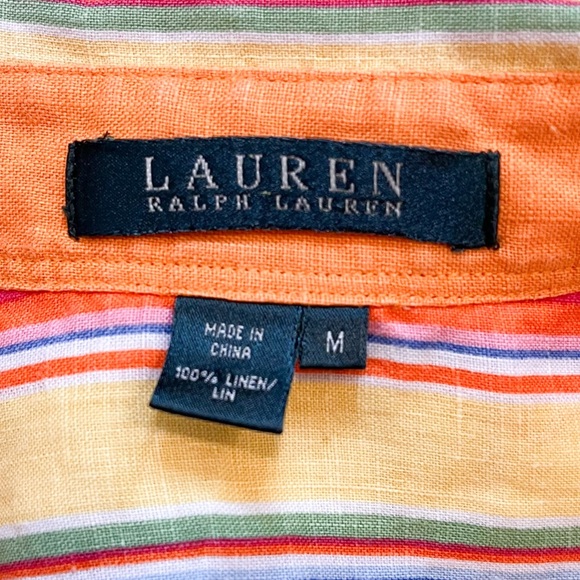 LAUREN
RALPH LAUREN
MADE IN
CHINA
100% LINEN/
LIN
M